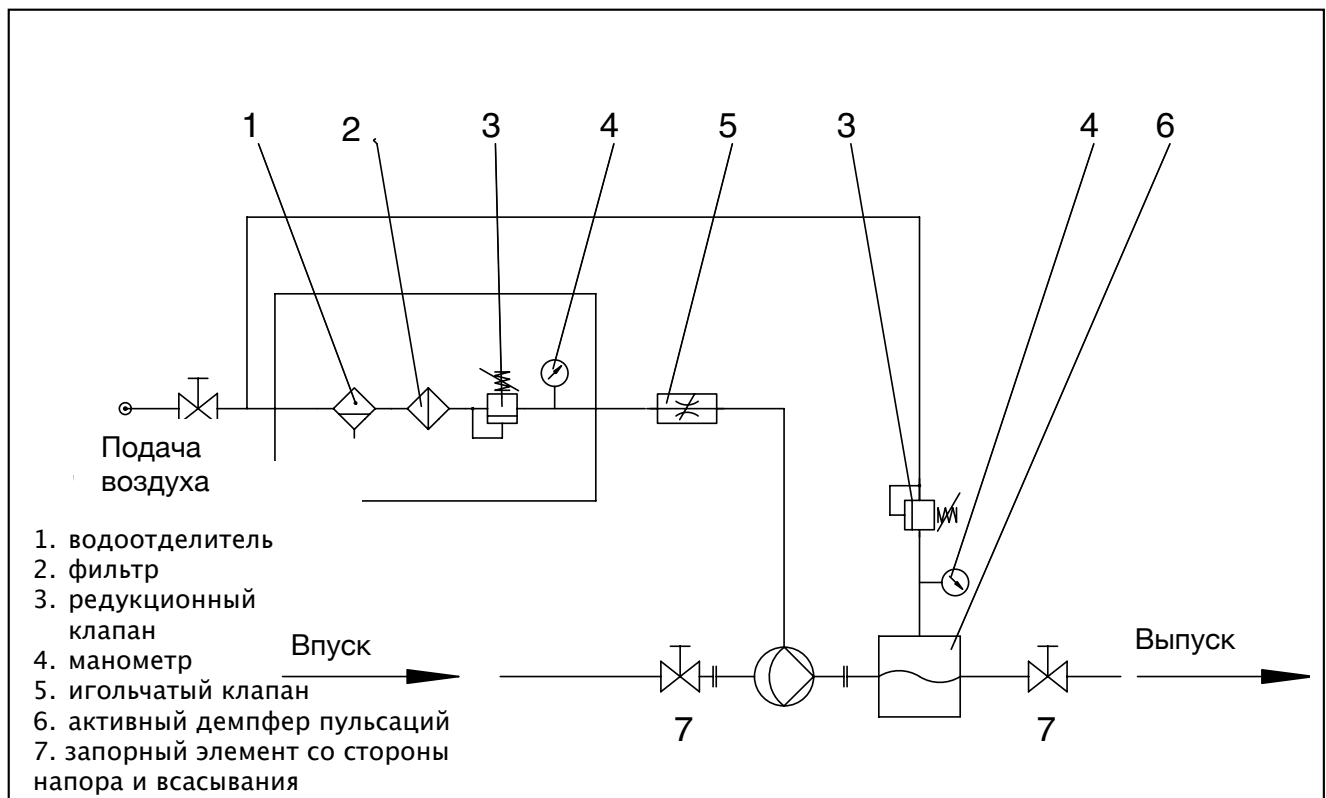 1 2 3 4 5 3 4 6
Подача
воздуха
1. водоотделитель
2. фильтр
3. редукционный
клапан
4. манометр
5. игольчатый клапан
6. активный демпфер пульсаций
7. запорный элемент со стороны
напора и всасывания
Впуск
Выпуск
7 7